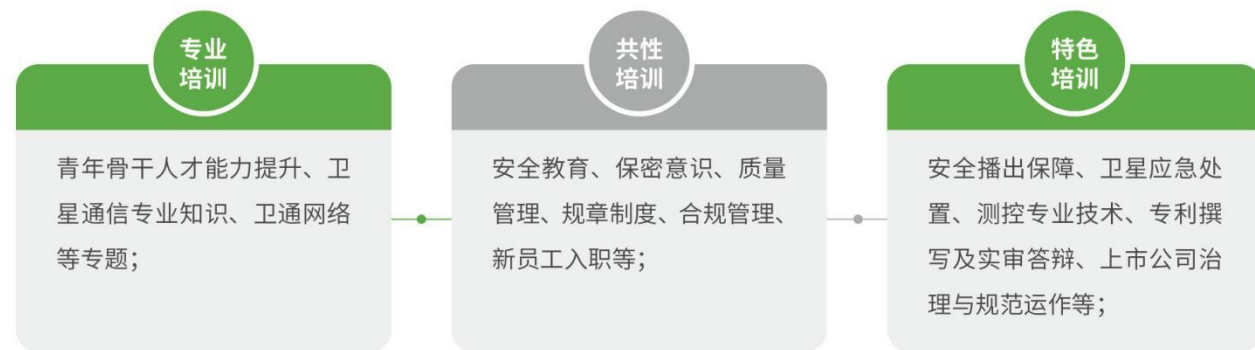 专业
培训
青年骨干人才能力提升、卫
星通信专业知识、卫通网络
等专题；
共性
培训
安全教育、保密意识、质量
管理、规章制度、合规管理、
新员工入职等；
特色
培训
安全播出保障、卫星应急处
置、测控专业技术、专利撰
写及实审答辩、上市公司治
理与规范运作等；